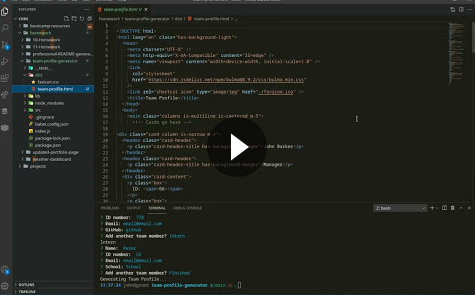 EXPLORER
team-profile.html
homework > team-profile-generator > dist > team-profile.html > ...
bootcamp-resources
homework
10-Homework
11-Homework
professional-README-genera...
team-profile-generator
dist
favicon.ico
team-profile.html
lib
node_modules
src
.gitignore
babel.config.json
index.js
package-lock.json
package.json
updated-portfolio-page
weather-dashboard
projects
OUTLINE
TIMELINE
<!DOCTYPE html>
<html lang="en" class="has-background-light">
<head>
<meta charset="UTF-8" />
<meta http-equiv="X-UA-Compatible" content="IE=edge" />
<meta name="viewport" content="width=device-width, initial-scale=1.0" />
<link
rel="stylesheet"
href="https://cdn.jsdelivr.net/npm/bulma@0.9.2/css/bulma.min.css"
/>
<link rel="shortcut icon" type="image/jpg" href="./favicon.ico" />
<title>Team Profile</title>
</head>
<body>
<main class="columns is-multiline is-centered m-5">
<!-- Cards go here -->
<div class="card column is-narrow m-
<header class="card-header">
<p class="card-header-title has-
John Barker</p>
</header>
<header class="card-header">
<p class="card-header-title has-
Manager</p>
</header>
<div class="card-content">
<p class="box">
ID: <span>66</span>
</p>
<p class="box">
PROBLEMS OUTPUT TERMINAL DEBUG CONSOLE
2: bash
? ID number: 778
? Email: email@email.com
? GitHub: github
? Add another team member? Intern
Intern
? Name: Peter
? ID number: 55
? Email: email@email.com
? School: School
? Add another team member? Finished
Generating Team Profile...
11:37:24 team-profile-generator